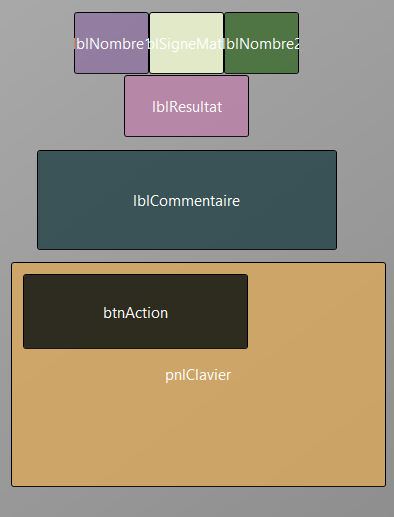 lblNombre1 lblSigneMat lblNombre2
lblResultat
lblCommentaire
btnAction
pnlClavier